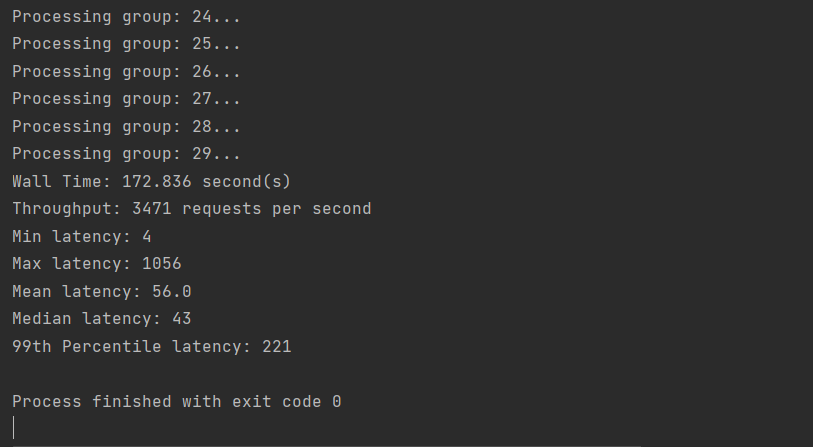 Processing group: 24...
Processing group: 25...
Processing group: 26...
Processing group: 27...
Processing group: 28...
Processing group: 29...
Wall Time: 172.836 second(s)
Throughput: 3471 requests per second
Min latency: 4
Max latency: 1056
Mean latency: 56.0
Median latency: 43
99th Percentile latency: 221
Process finished with exit code 0